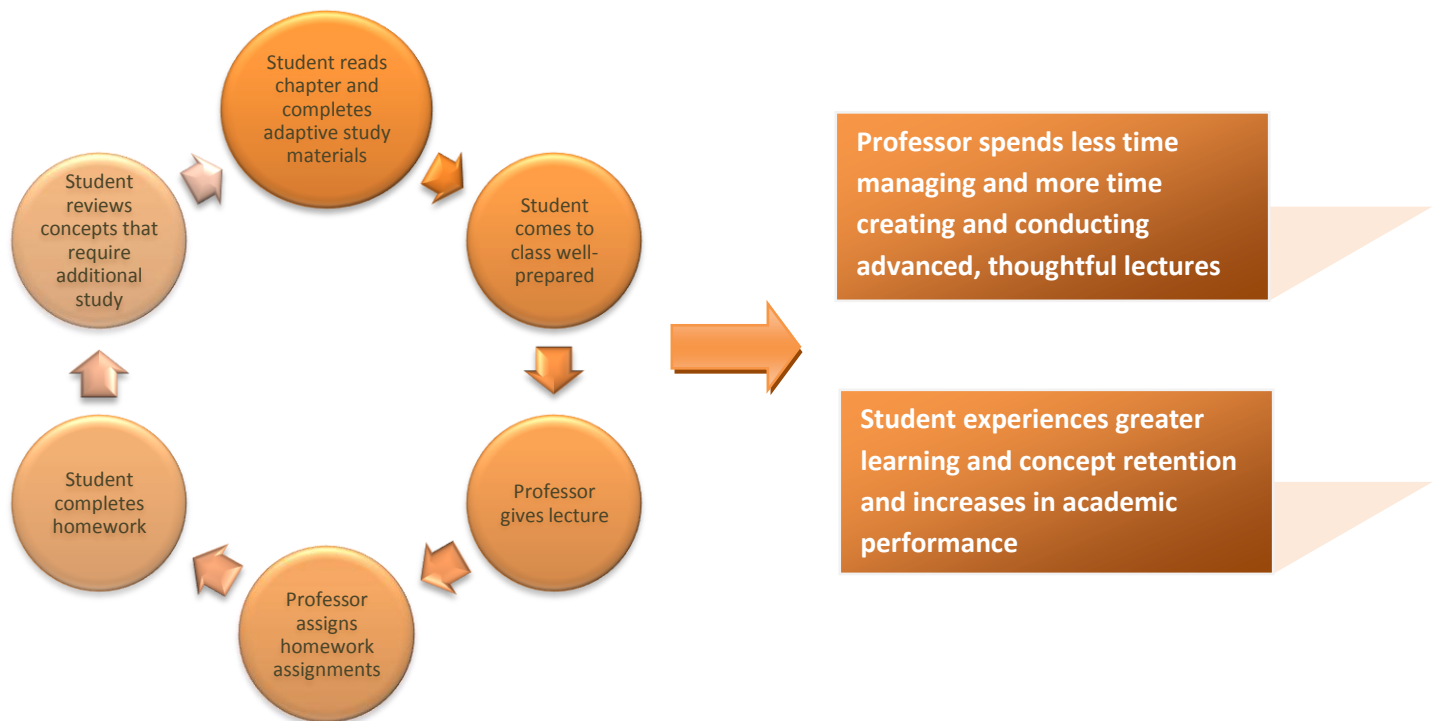 Student reads
chapter and
completes
adaptive study
materials
Student
comes to
class well-
prepared
Professor
gives lecture
Professor
assigns
homework
assignments
Student
completes
homework
Student
reviews
concepts that
require
additional
study
Professor spends less time
managing and more time
creating and conducting
advanced, thoughtful lectures
Student experiences greater
learning and concept retention
and increases in academic
performance